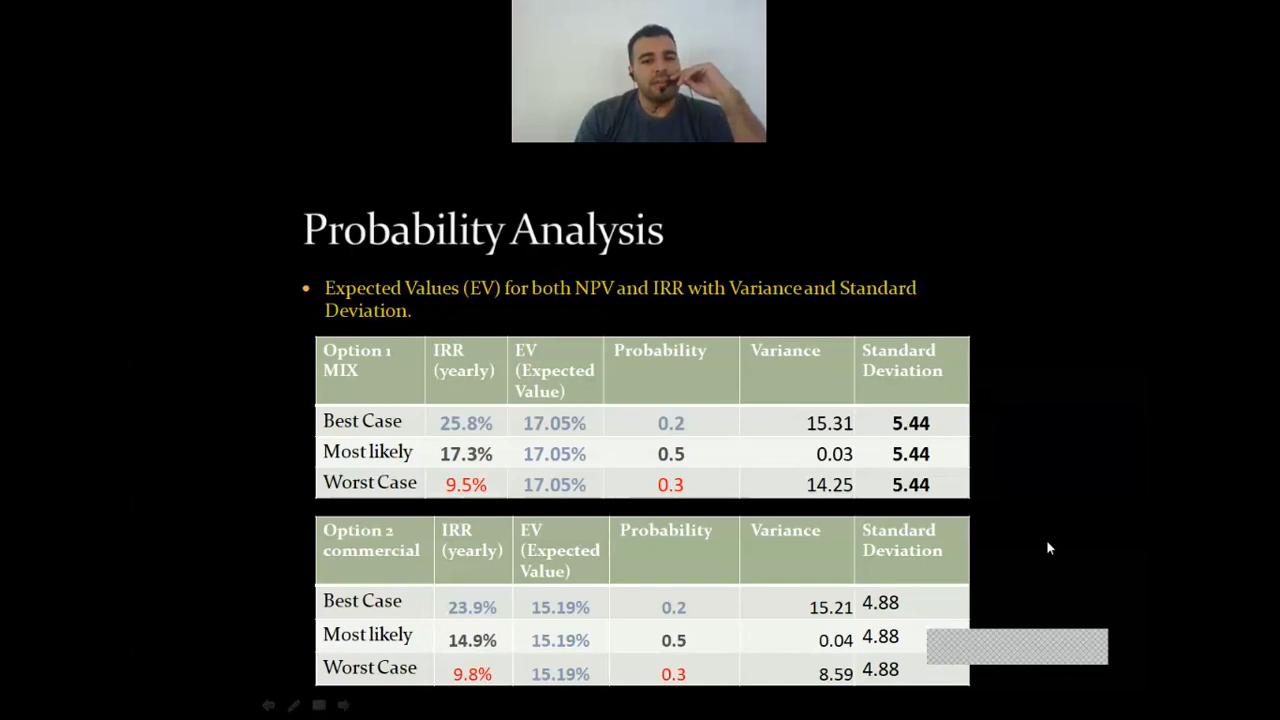 Probability Analysis
• Expected Values (EV) for both NPV and IRR with Variance and Standard
Deviation.
Option 1 MIX | IRR (yearly) | EV (Expected Value) | Probability | Variance | Standard Deviation
Best Case | 25.8% | 17.05% | 0.2 | 15.31 | 5.44
Most likely | 17.3% | 17.05% | 0.5 | 0.03 | 5.44
Worst Case | 9.5% | 17.05% | 0.3 | 14.25 | 5.44
Option 2 commercial | IRR (yearly) | EV (Expected Value) | Probability | Variance | Standard Deviation
Best Case | 23.9% | 15.19% | 0.2 | 15.21 | 4.88
Most likely | 14.9% | 15.19% | 0.5 | 0.04 | 4.88
Worst Case | 9.8% | 15.19% | 0.3 | 8.59 | 4.88